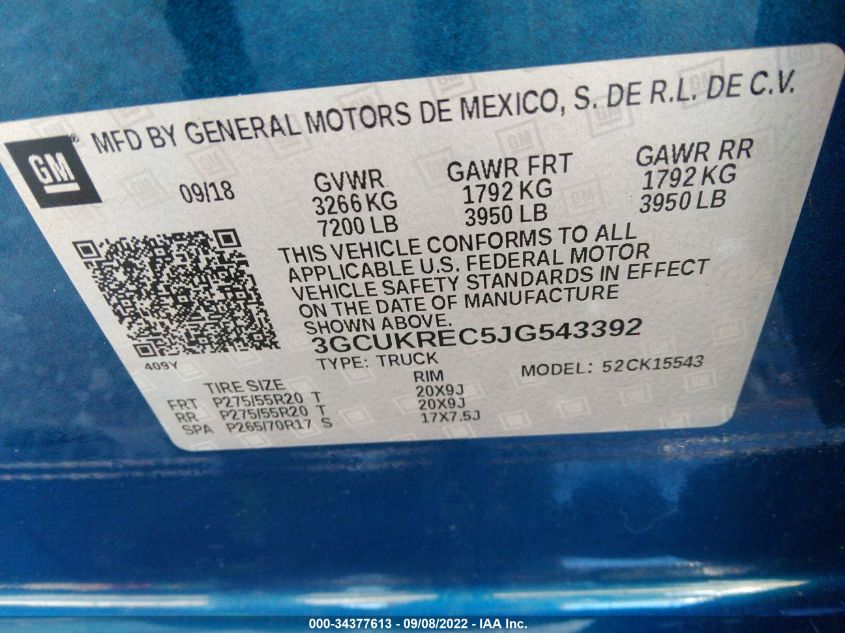 MFD BY GENERAL MOTORS DE MEXICO, S. DE R.L. DE C.V.
GM ®
09/18 GVWR GAWR FRT GAWR RR
3266 KG 1792 KG 1792 KG
7200 LB 3950 LB 3950 LB
THIS VEHICLE CONFORMS TO ALL
APPLICABLE U.S. FEDERAL MOTOR
VEHICLE SAFETY STANDARDS IN EFFECT
ON THE DATE OF MANUFACTURE
SHOWN ABOVE.
3GCUKREC5JG543392
409Y
TYPE: TRUCK MODEL: 52CK15543
TIRE SIZE RIM
FRT P275/55R20 T 20X9J
RR P275/55R20 T 20X9J
SPA P265/70R17 S 17X7.5J
000-34377613 - 09/08/2022 - IAA Inc.